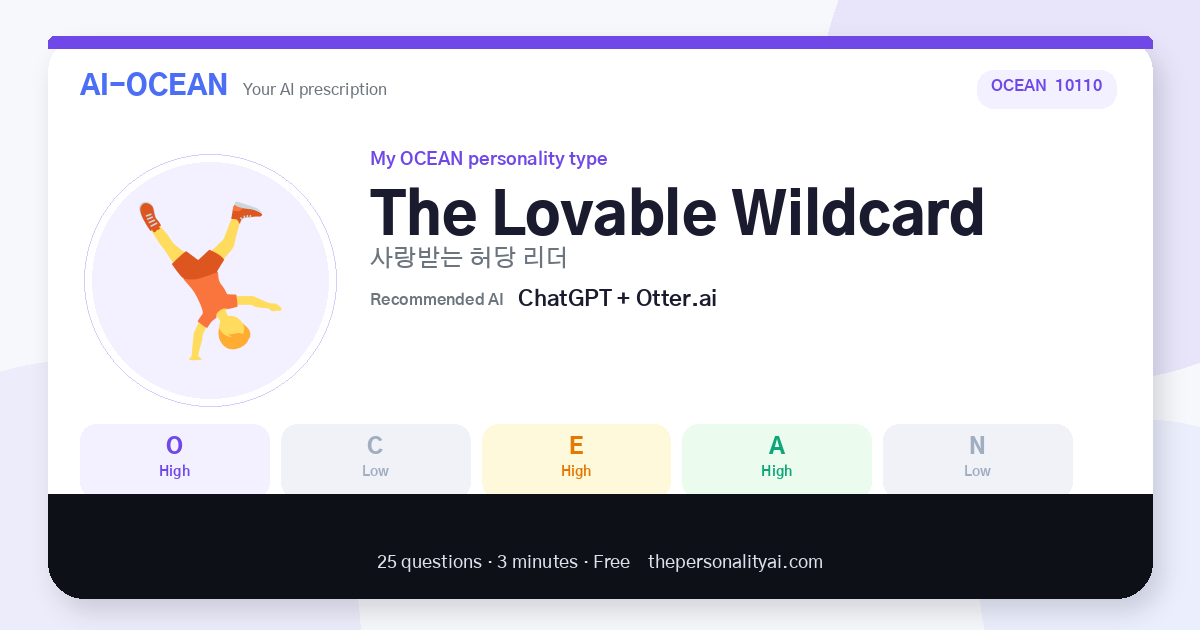 AI-OCEAN Your AI prescription OCEAN 10110
My OCEAN personality type
The Lovable Wildcard
사랑받는 허당 리더
Recommended AI ChatGPT + Otter.ai
O C E A N
High Low High High Low
25 questions · 3 minutes · Free thepersonalityai.com